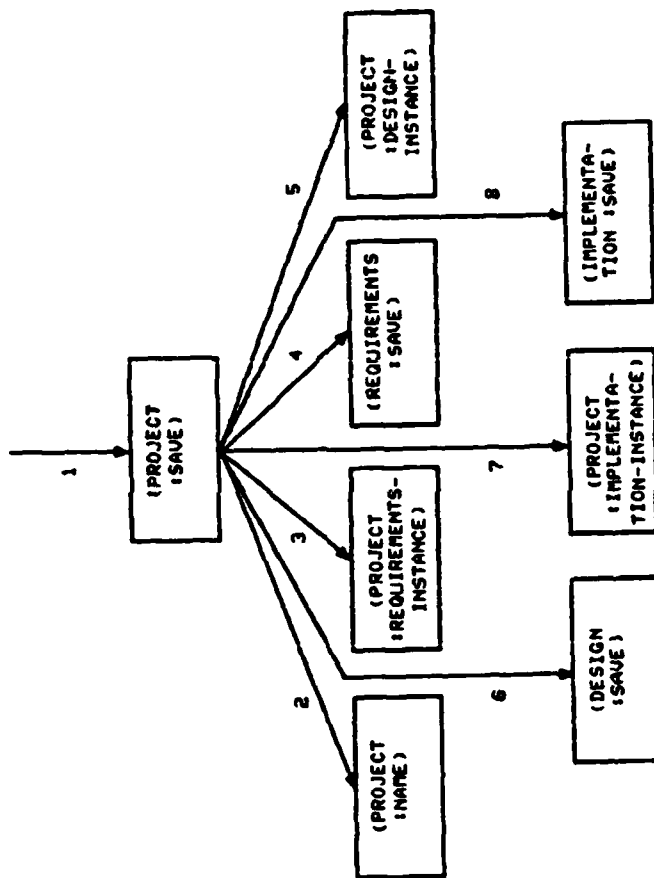 1
(PROJECT
:SAVE)
2
3
4
5
(PROJECT
:NAME)
(PROJECT
:REQUIREMENTS-
INSTANCE)
(REQUIREMENTS
:SAVE)
(PROJECT
:DESIGN-
INSTANCE)
6
7
8
(DESIGN
:SAVE)
(PROJECT
:IMPLEMENTA-
TION-INSTANCE)
(IMPLEMENTA-
TION :SAVE)